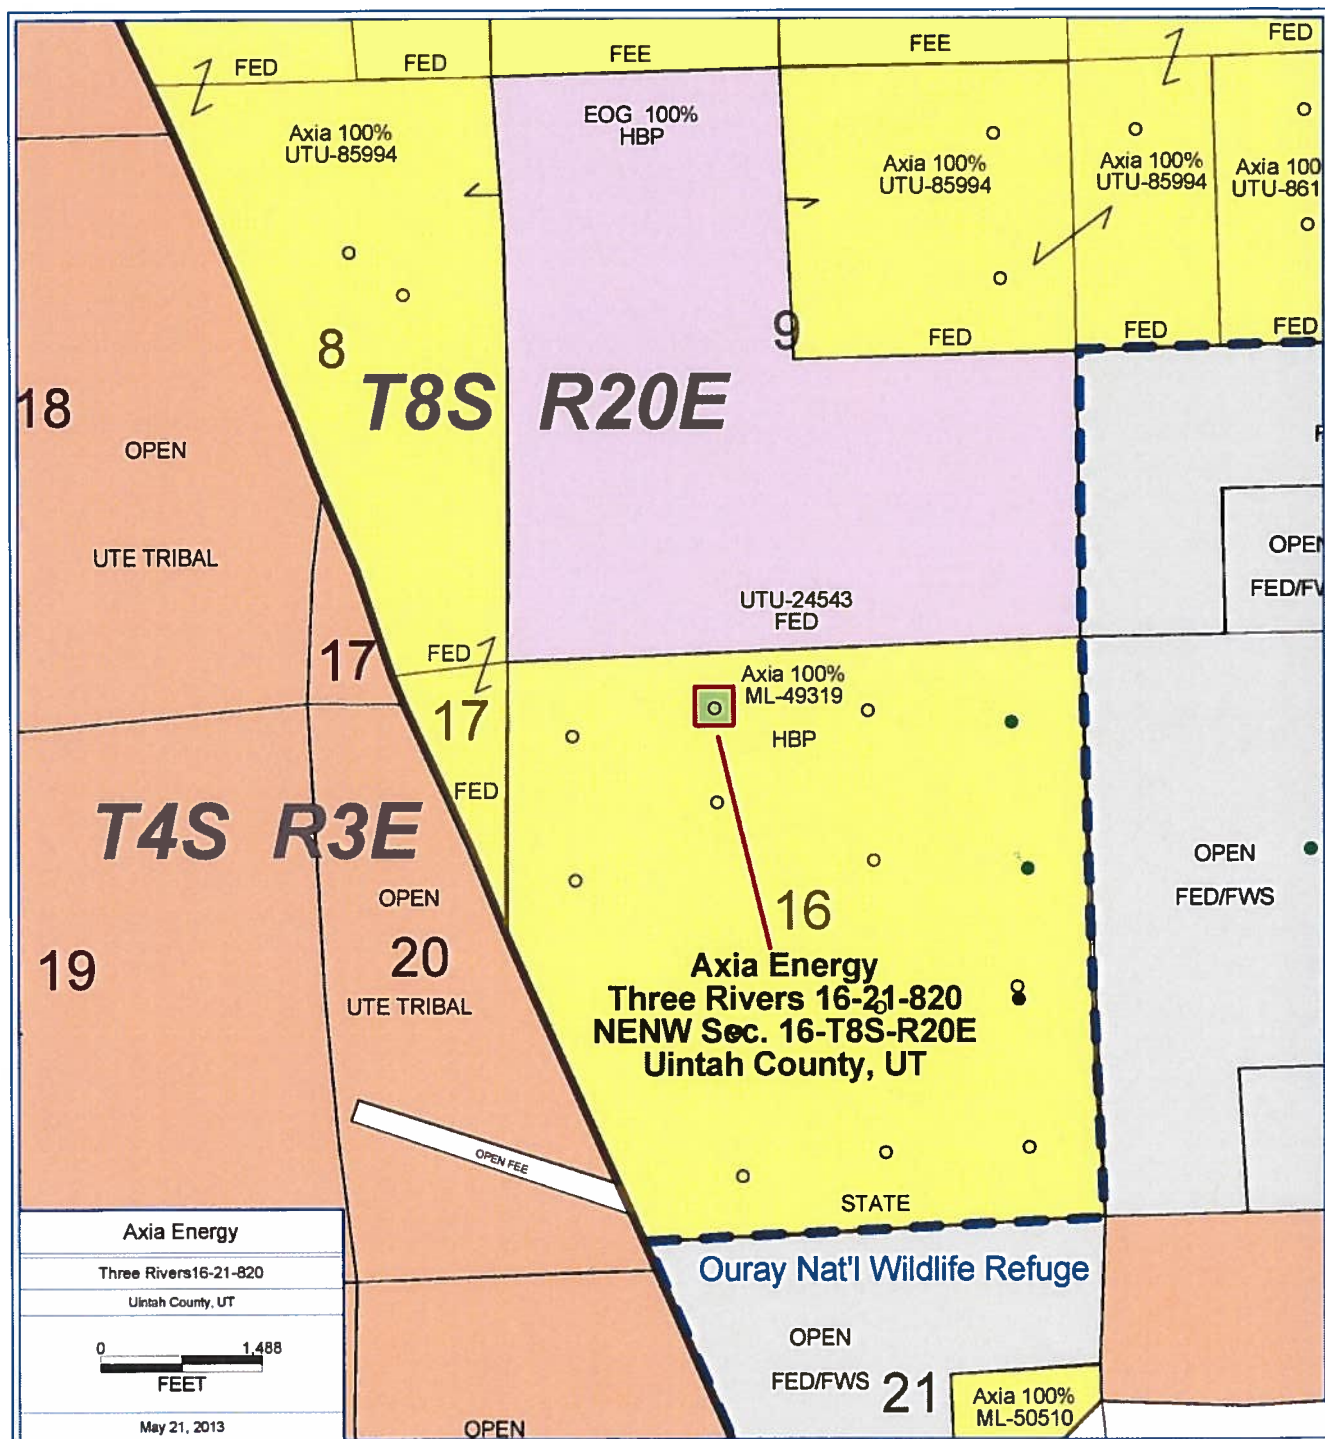 FED
FED
FEE
FEE
FED
Axia 100%
UTU-85994
EOG 100%
HBP
Axia 100%
UTU-85994
Axia 100%
UTU-85994
Axia 100
UTU-861
8
9
FED
FED
FED
T8S R20E
18
OPEN
UTE TRIBAL
OPEN
FED/FW
UTU-24543
FED
17
FED
17
FED
Axia 100%
ML-49319
HBP
T4S R3E
OPEN
20
UTE TRIBAL
19
OPEN
FED/FWS
16
Axia Energy
Three Rivers 16-21-820
NENW Sec. 16-T8S-R20E
Uintah County, UT
OPEN FEE
STATE
Ouray Nat'l Wildlife Refuge
OPEN
FED/FWS
21
Axia 100%
ML-50510
OPEN
Axia Energy
Three Rivers16-21-820
Uintah County, UT
0 1,488
FEET
May 21, 2013